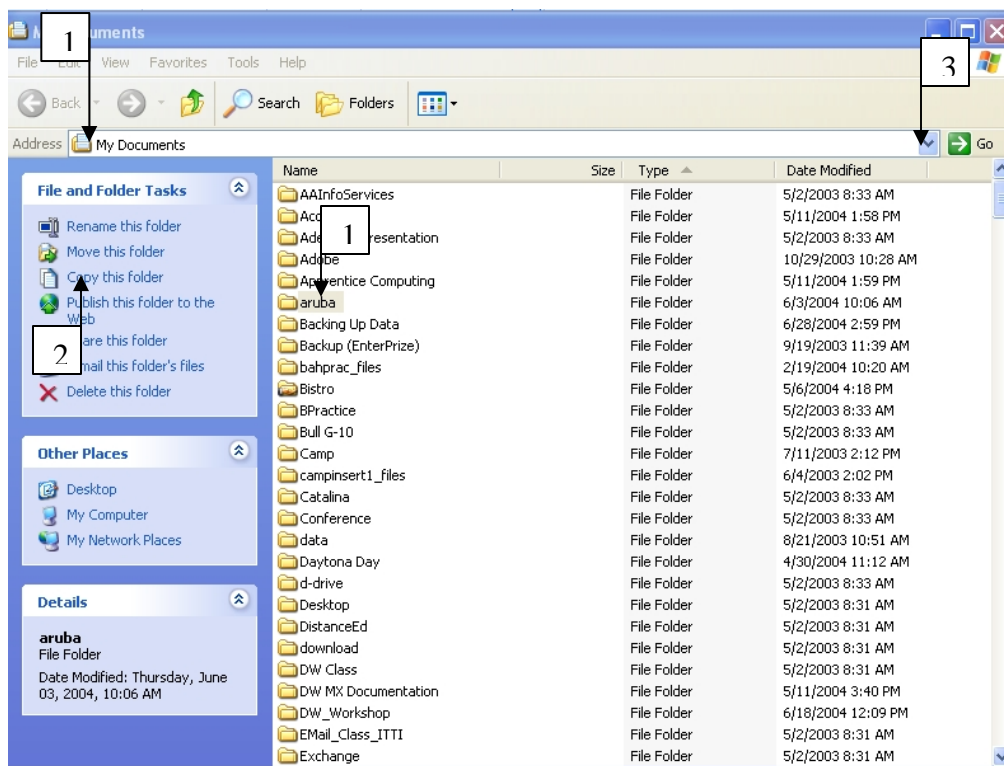 1
uments
3
File Edit View Favorites Tools Help
Back Search Folders
Address My Documents Go
File and Folder Tasks
Rename this folder
Move this folder
Copy this folder
Publish this folder to the
Web
are this folder
2
mail this folder's files
Delete this folder
Other Places
Desktop
My Computer
My Network Places
Details
aruba
File Folder
Date Modified: Thursday, June
03, 2004, 10:06 AM
Name Size Type Date Modified
AAInfoServices File Folder 5/2/2003 8:33 AM
Acc File Folder 5/11/2004 1:58 PM
1
Ade resentation File Folder 5/2/2003 8:33 AM
Adobe File Folder 10/29/2003 10:28 AM
Apprentice Computing File Folder 5/11/2004 1:59 PM
aruba File Folder 6/3/2004 10:06 AM
Backing Up Data File Folder 6/28/2004 2:59 PM
Backup (EnterPrize) File Folder 9/19/2003 11:39 AM
bahprac_files File Folder 2/19/2004 10:20 AM
Bistro File Folder 5/6/2004 4:18 PM
BPractice File Folder 5/2/2003 8:33 AM
Bull G-10 File Folder 5/2/2003 8:33 AM
Camp File Folder 7/11/2003 2:12 PM
campinsert1_files File Folder 6/4/2003 2:02 PM
Catalina File Folder 5/2/2003 8:33 AM
Conference File Folder 5/2/2003 8:33 AM
data File Folder 8/21/2003 10:51 AM
Daytona Day File Folder 4/30/2004 11:12 AM
d-drive File Folder 5/2/2003 8:33 AM
Desktop File Folder 5/2/2003 8:31 AM
DistanceEd File Folder 5/2/2003 8:31 AM
download File Folder 5/2/2003 8:31 AM
DW Class File Folder 5/2/2003 8:31 AM
DW MX Documentation File Folder 5/11/2004 3:40 PM
DW_Workshop File Folder 6/18/2004 12:09 PM
EMail_Class_ITTI File Folder 5/2/2003 8:31 AM
Exchange File Folder 5/2/2003 8:31 AM